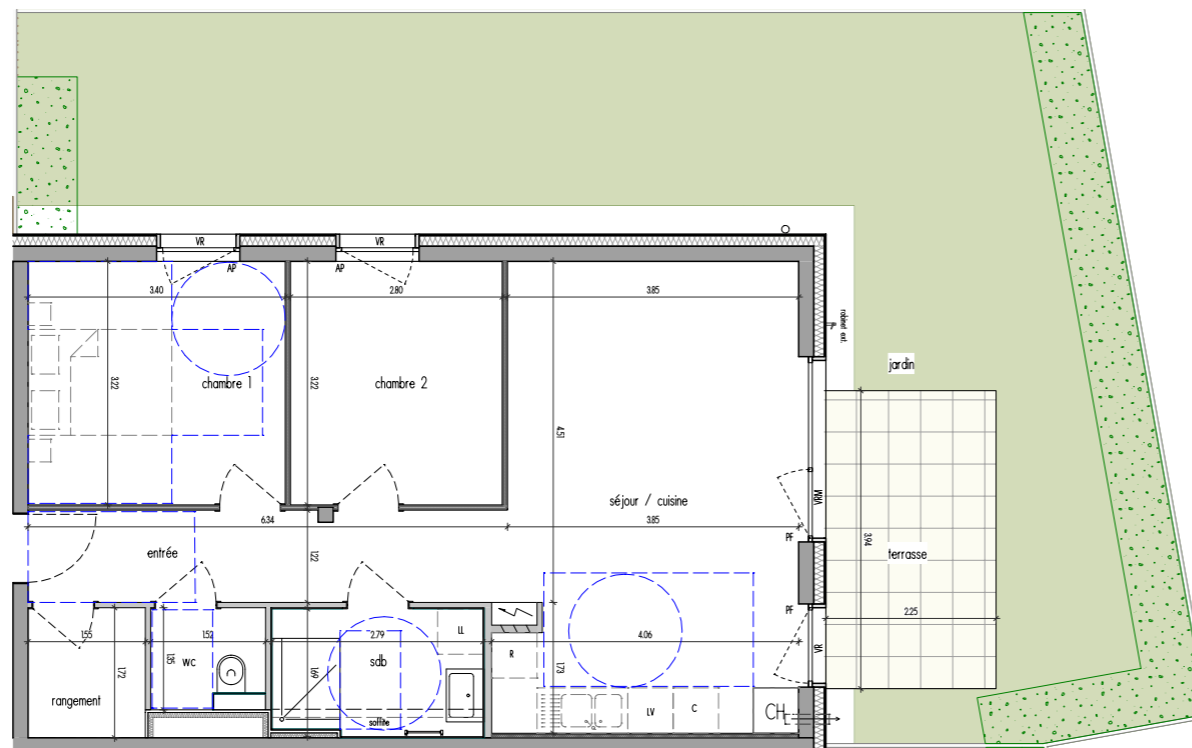 VR
VR
AP
AP
3.40
2.80
3.85
robinet ext.
3.22
chambre 1
3.22
chambre 2
jardin
4.51
séjour / cuisine
VRM
6.34
3.85
PF
3.94
entrée
1.22
terrasse
PF
2.25
1.55
1.52
2.79
LL
4.06
VR
1.72
1.35
wc
1.69
sdb
R
1.73
rangement
soffite
LV
C
CH